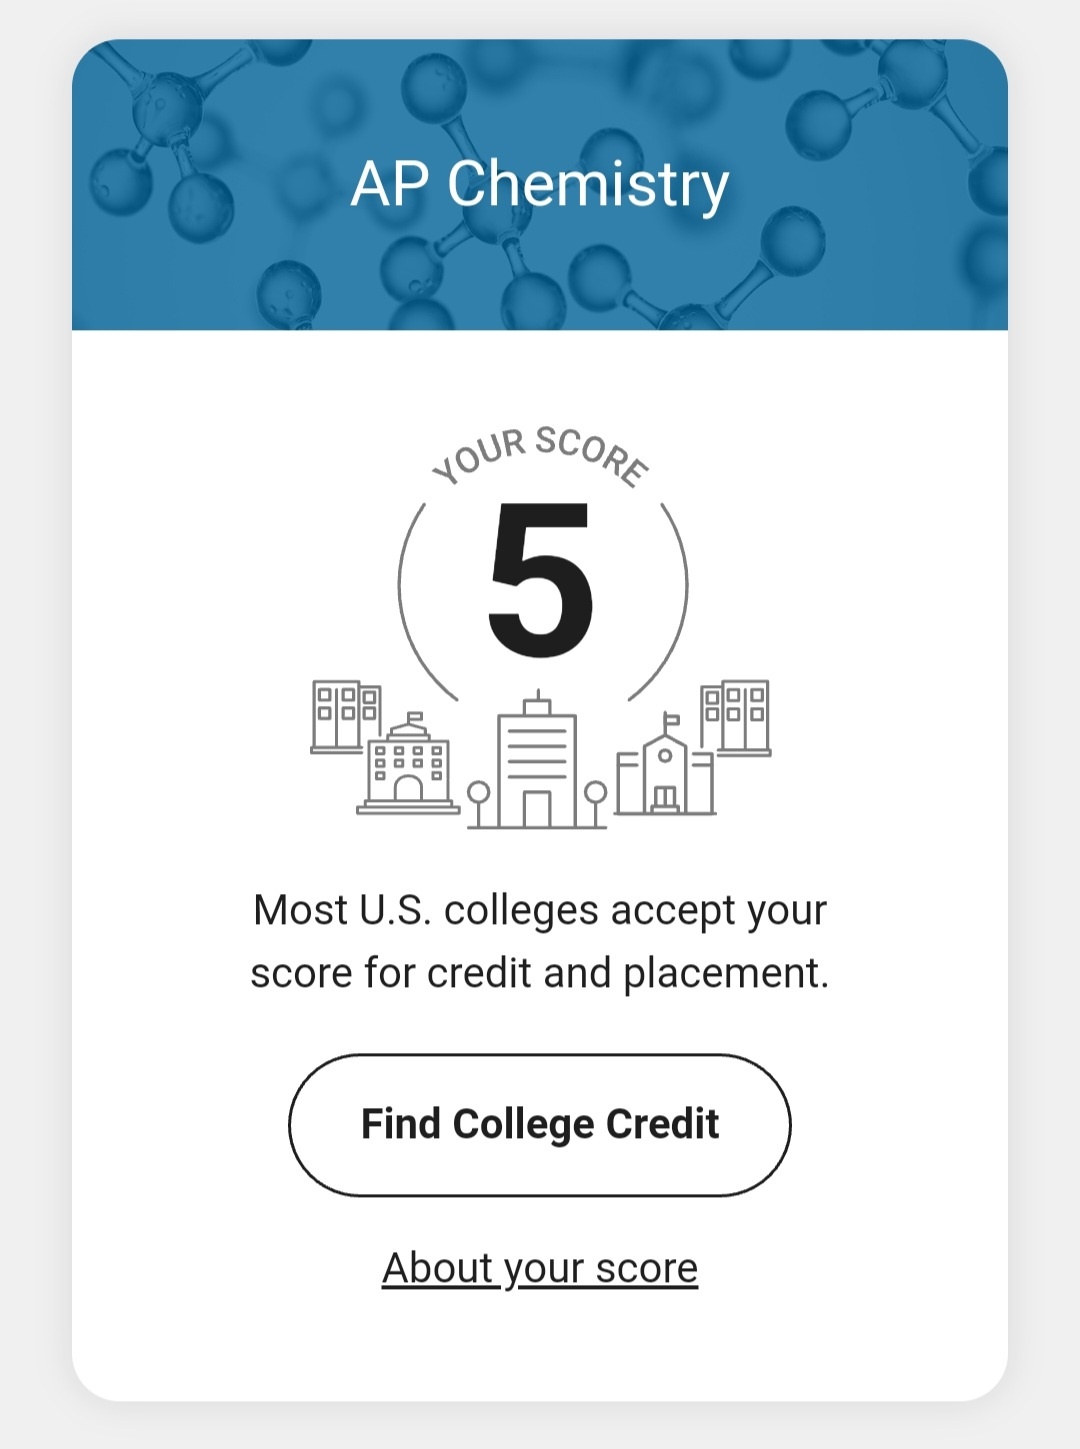 AP Chemistry
YOUR SCORE
5
Most U.S. colleges accept your
score for credit and placement.
Find College Credit
About your score